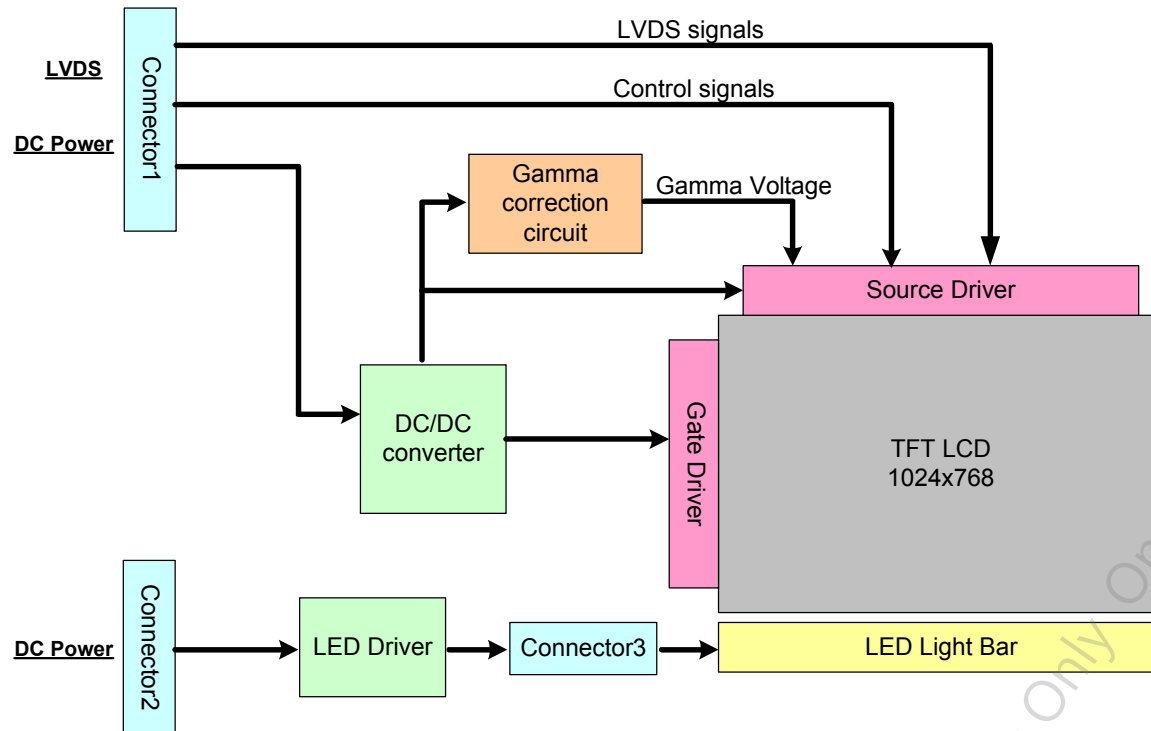 LVDS signals
LVDS
Connector1
Control signals
DC Power
Gamma
correction
circuit
Gamma Voltage
Source Driver
DC/DC
converter
Gate Driver
TFT LCD
1024x768
Connector2
DC Power
LED Driver
Connector3
LED Light Bar
Only